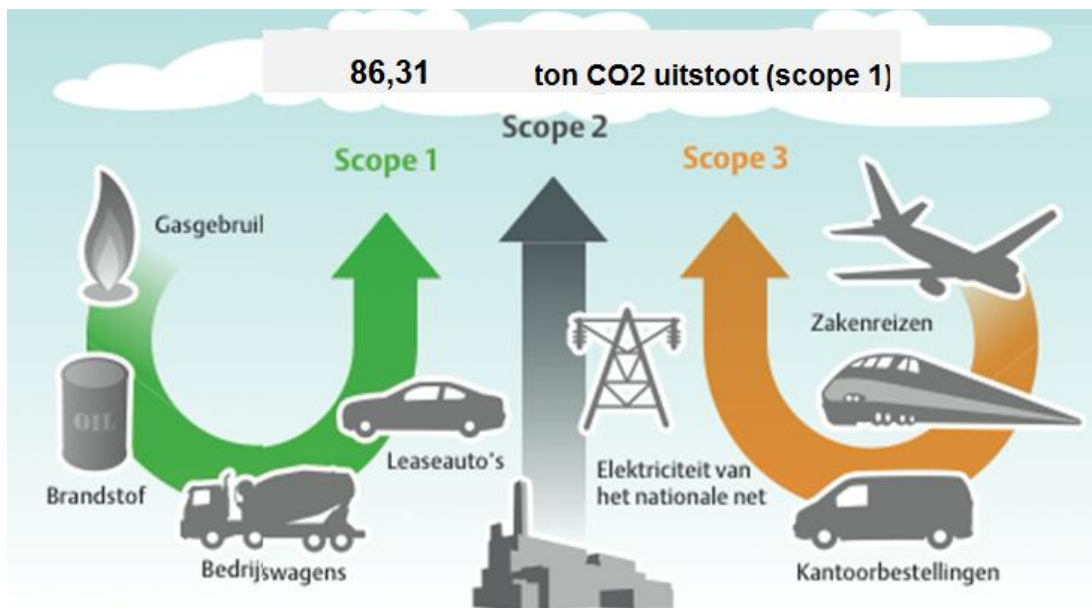 86,31 ton CO2 uitstoot (scope 1)
Scope 2
Scope 1
Scope 3
Gasgebruil
Zakenreizen
OIL
Leaseauto's
Elektriciteit van
het nationale net
Brandstof
Bedrijfswagens
Kantoorbestellingen